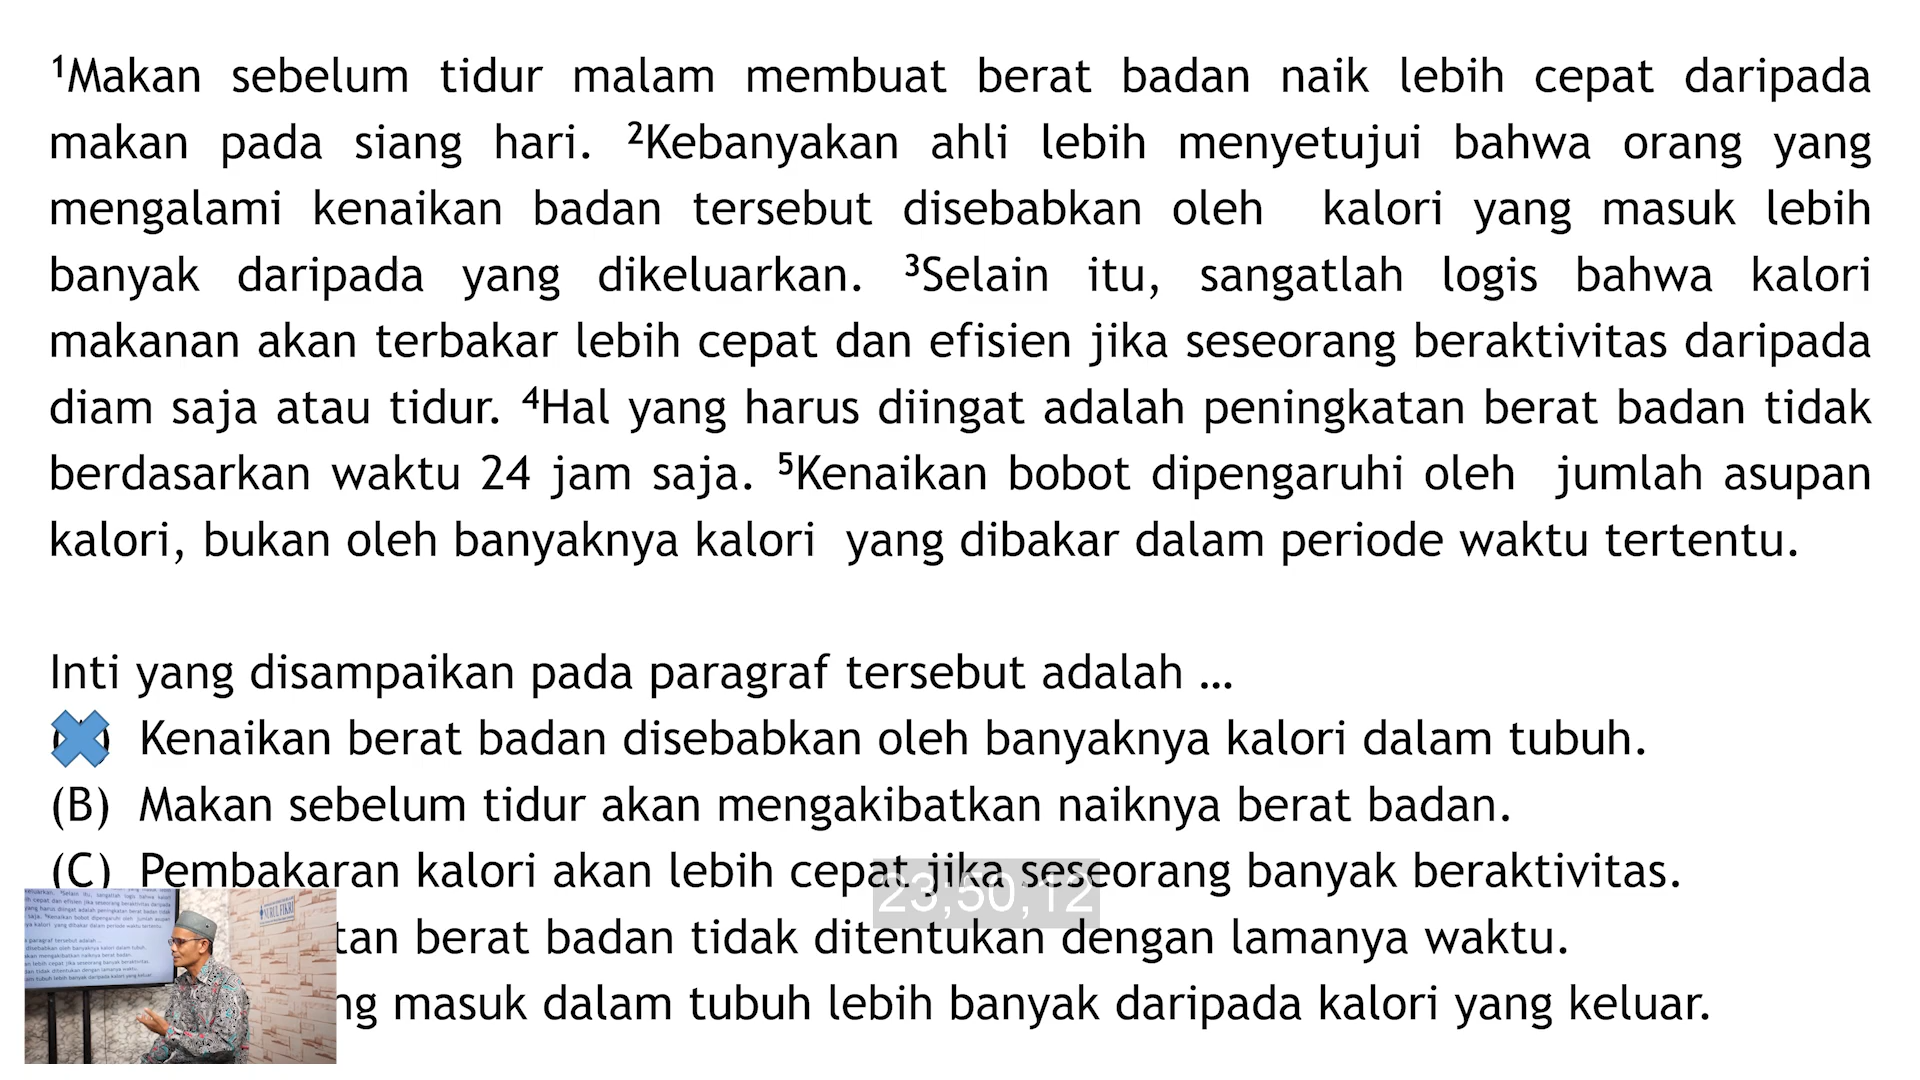 ¹Makan sebelum tidur malam membuat berat badan naik lebih cepat daripada
makan pada siang hari. ²Kebanyakan ahli lebih menyetujui bahwa orang yang
mengalami kenaikan badan tersebut disebabkan oleh kalori yang masuk lebih
banyak daripada yang dikeluarkan. ³Selain itu, sangatlah logis bahwa kalori
makanan akan terbakar lebih cepat dan efisien jika seseorang beraktivitas daripada
diam saja atau tidur. ⁴Hal yang harus diingat adalah peningkatan berat badan tidak
berdasarkan waktu 24 jam saja. ⁵Kenaikan bobot dipengaruhi oleh jumlah asupan
kalori, bukan oleh banyaknya kalori yang dibakar dalam periode waktu tertentu.
Inti yang disampaikan pada paragraf tersebut adalah ...
Kenaikan berat badan disebabkan oleh banyaknya kalori dalam tubuh.
(B) Makan sebelum tidur akan mengakibatkan naiknya berat badan.
(C) Pembakaran kalori akan lebih cepat jika seseorang banyak beraktivitas.
23;50;12
tan berat badan tidak ditentukan dengan lamanya waktu.
ng masuk dalam tubuh lebih banyak daripada kalori yang keluar.
NURUL FIKRI